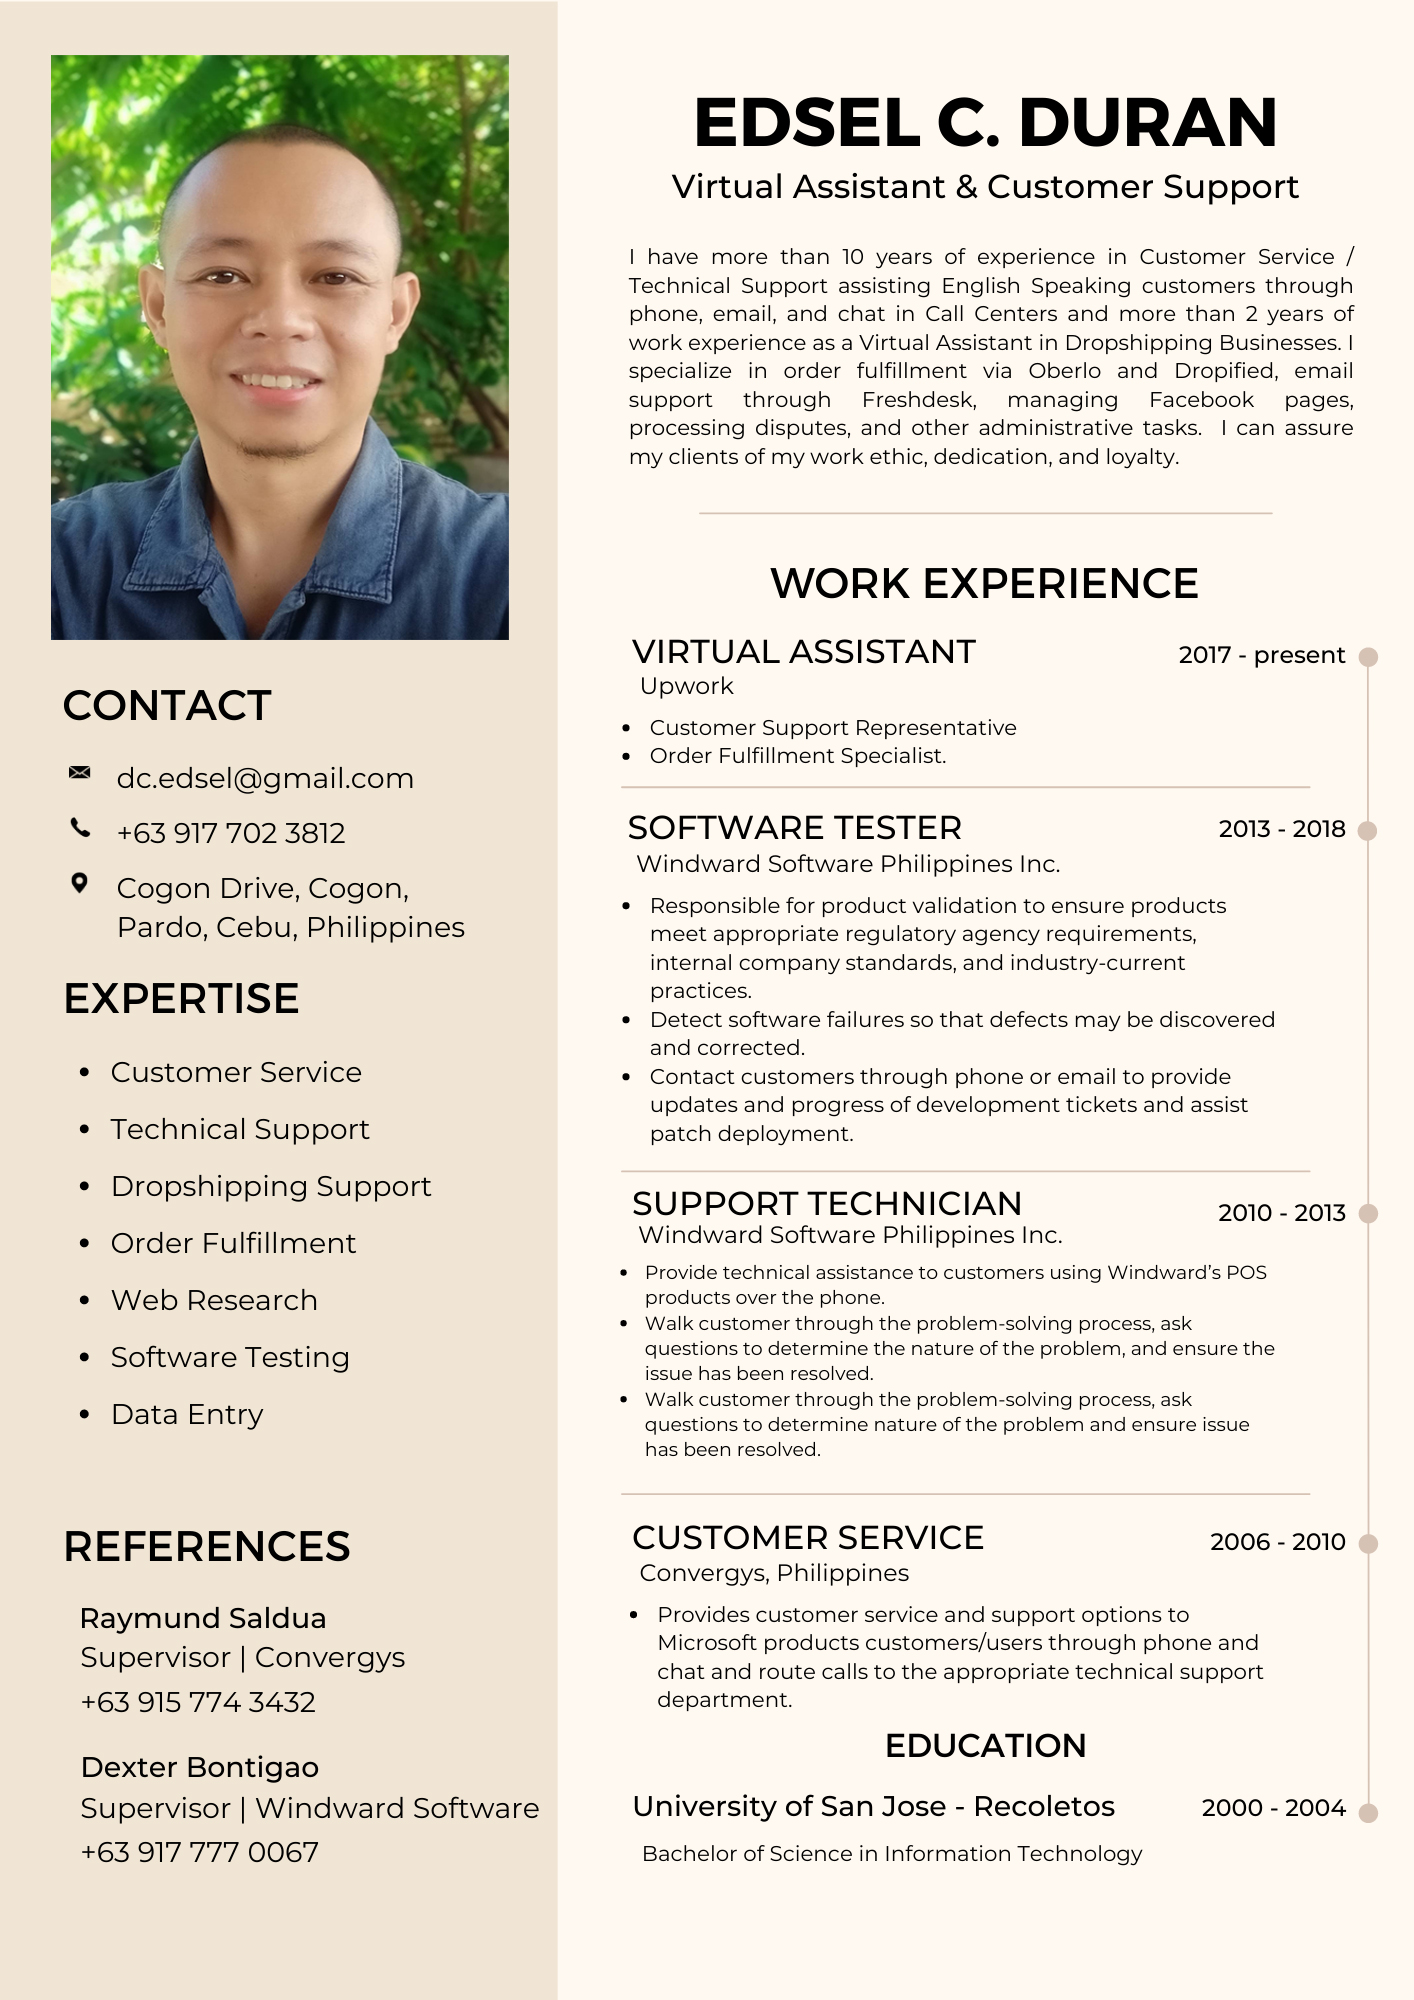 EDSEL C. DURAN
Virtual Assistant & Customer Support
I have more than 10 years of experience in Customer Service /
Technical Support assisting English Speaking customers through
phone, email, and chat in Call Centers and more than 2 years of
work experience as a Virtual Assistant in Dropshipping Businesses. I
specialize in order fulfillment via Oberlo and Dropified, email
support through Freshdesk, managing Facebook pages,
processing disputes, and other administrative tasks. I can assure
my clients of my work ethic, dedication, and loyalty.
CONTACT
dc.edsel@gmail.com
+63 917 702 3812
Cogon Drive, Cogon,
Pardo, Cebu, Philippines
EXPERTISE
• Customer Service
• Technical Support
• Dropshipping Support
• Order Fulfillment
• Web Research
• Software Testing
• Data Entry
REFERENCES
Raymund Saldua
Supervisor | Convergys
+63 915 774 3432
Dexter Bontigao
Supervisor | Windward Software
+63 917 777 0067
WORK EXPERIENCE
VIRTUAL ASSISTANT 2017 - present
Upwork
• Customer Support Representative
• Order Fulfillment Specialist.
SOFTWARE TESTER 2013 - 2018
Windward Software Philippines Inc.
• Responsible for product validation to ensure products
meet appropriate regulatory agency requirements,
internal company standards, and industry-current
practices.
• Detect software failures so that defects may be discovered
and corrected.
• Contact customers through phone or email to provide
updates and progress of development tickets and assist
patch deployment.
SUPPORT TECHNICIAN 2010 - 2013
Windward Software Philippines Inc.
• Provide technical assistance to customers using Windward’s POS
products over the phone.
• Walk customer through the problem-solving process, ask
questions to determine the nature of the problem, and ensure the
issue has been resolved.
• Walk customer through the problem-solving process, ask
questions to determine nature of the problem and ensure issue
has been resolved.
CUSTOMER SERVICE 2006 - 2010
Convergys, Philippines
• Provides customer service and support options to
Microsoft products customers/users through phone and
chat and route calls to the appropriate technical support
department.
EDUCATION
University of San Jose - Recoletos 2000 - 2004
Bachelor of Science in Information Technology